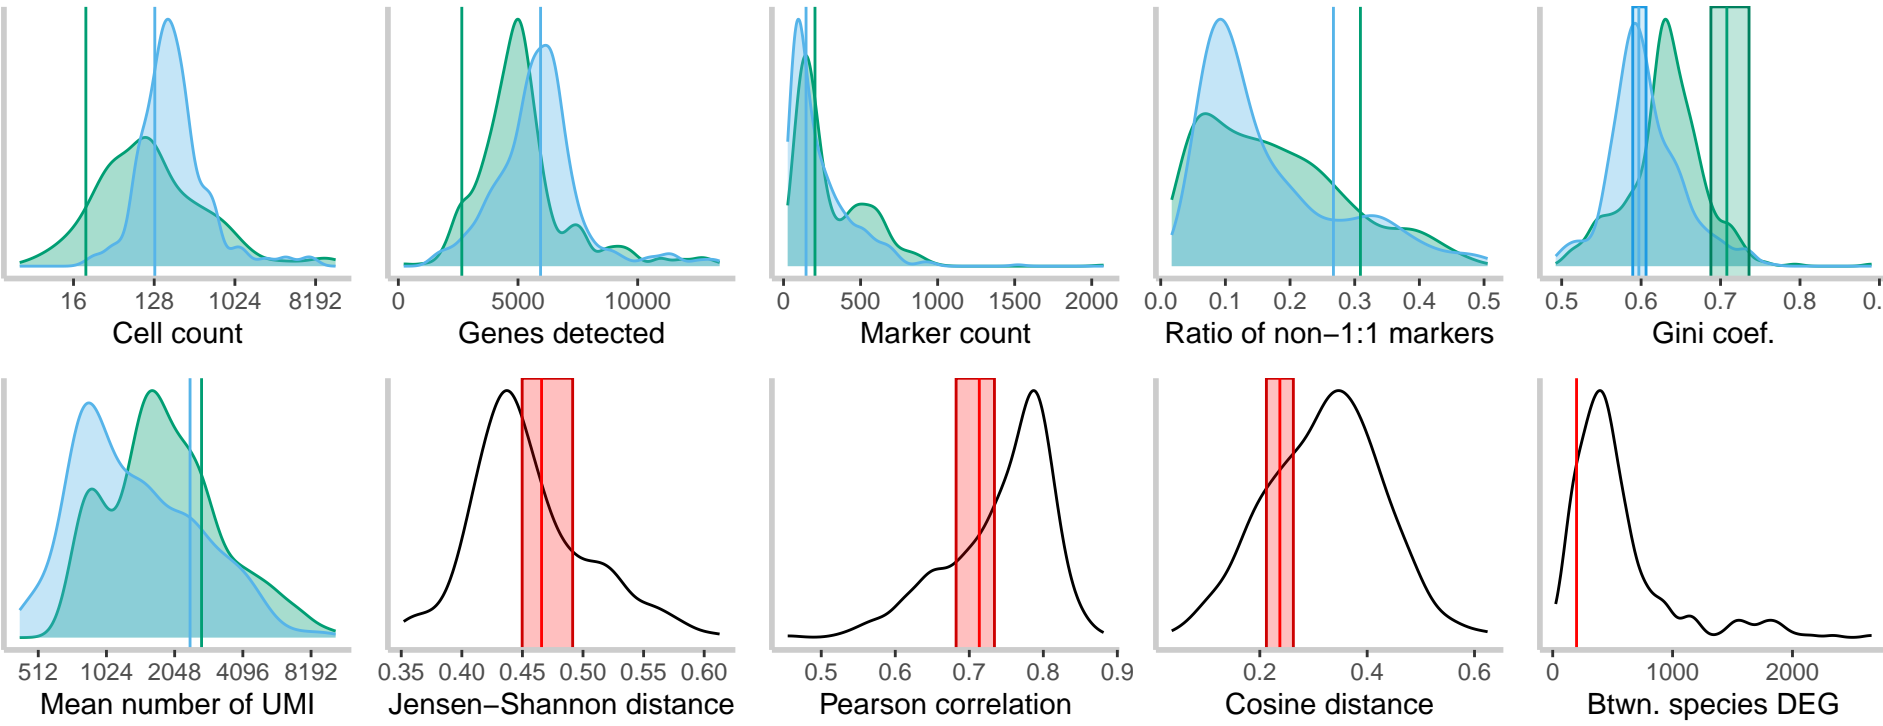 16 128 1024 8192
Cell count
0 5000 10000
Genes detected
0 500 1000 1500 2000
Marker count
0.0 0.1 0.2 0.3 0.4 0.5
Ratio of non−1:1 markers
0.5 0.6 0.7 0.8 0.
Gini coef.
512 1024 2048 4096 8192
Mean number of UMI
0.35 0.40 0.45 0.50 0.55 0.60
Jensen−Shannon distance
0.5 0.6 0.7 0.8 0.9
Pearson correlation
0.2 0.4 0.6
Cosine distance
0 1000 2000
Btwn. species DEG